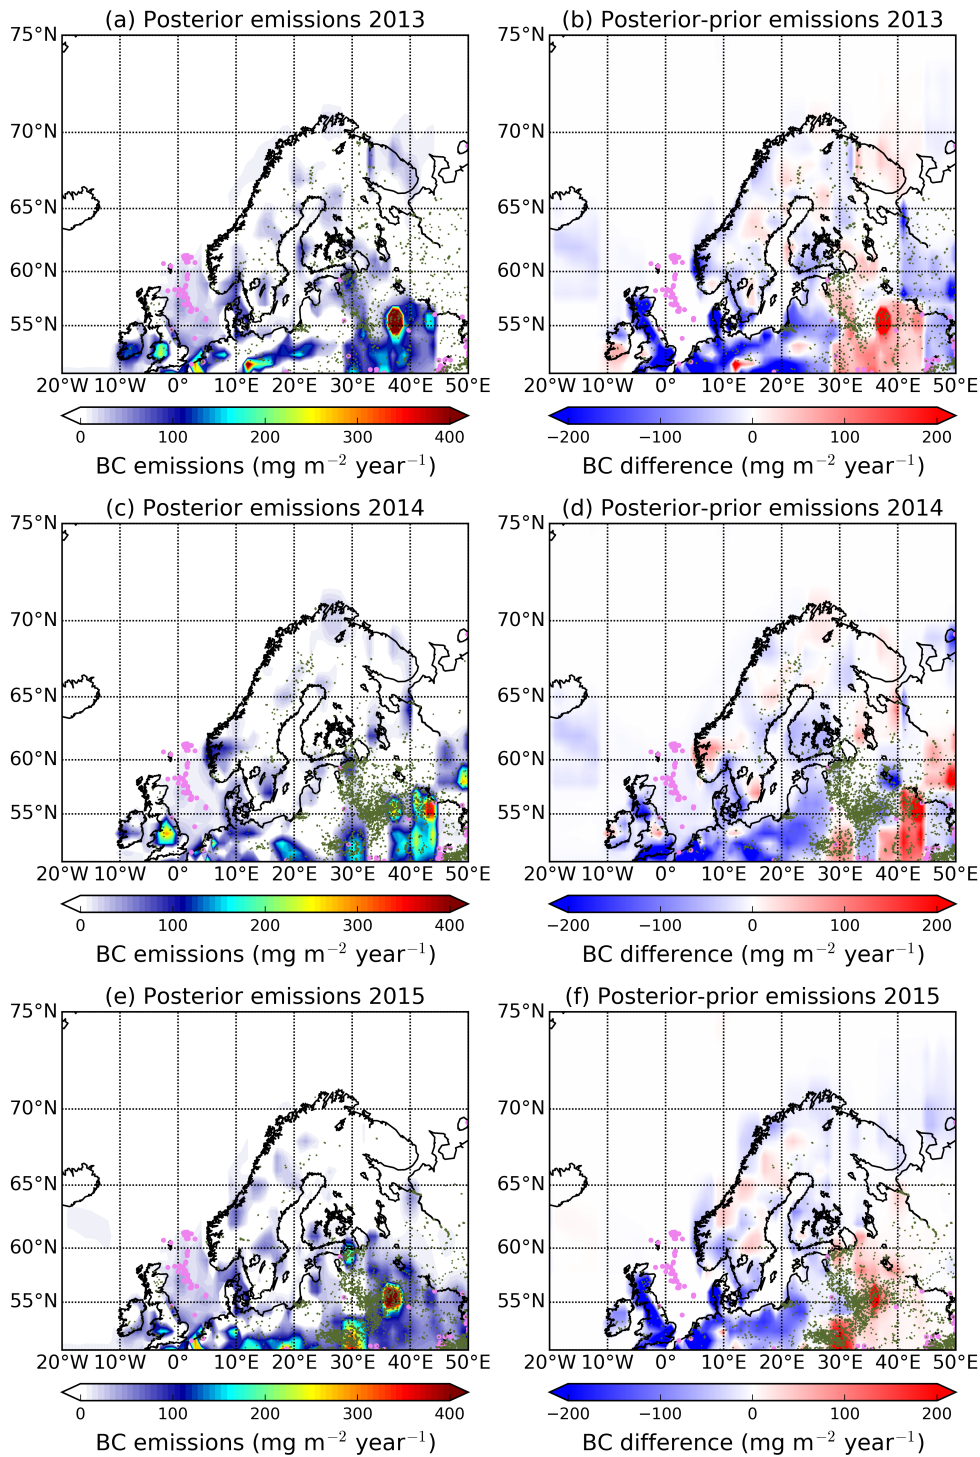 (a) Posterior emissions 2013
(b) Posterior-prior emissions 2013
75°N
70°N
65°N
60°N
55°N
20°W 10°W 0° 10°E 20°E 30°E 40°E 50°E
75°N
70°N
65°N
60°N
55°N
20°W 10°W 0° 10°E 20°E 30°E 40°E 50°E
0 100 200 300 400
BC emissions (mg m⁻² year⁻¹)
−200 −100 0 100 200
BC difference (mg m⁻² year⁻¹)
(c) Posterior emissions 2014
(d) Posterior-prior emissions 2014
75°N
70°N
65°N
60°N
55°N
20°W 10°W 0° 10°E 20°E 30°E 40°E 50°E
75°N
70°N
65°N
60°N
55°N
20°W 10°W 0° 10°E 20°E 30°E 40°E 50°E
0 100 200 300 400
BC emissions (mg m⁻² year⁻¹)
−200 −100 0 100 200
BC difference (mg m⁻² year⁻¹)
(e) Posterior emissions 2015
(f) Posterior-prior emissions 2015
75°N
70°N
65°N
60°N
55°N
20°W 10°W 0° 10°E 20°E 30°E 40°E 50°E
75°N
70°N
65°N
60°N
55°N
20°W 10°W 0° 10°E 20°E 30°E 40°E 50°E
0 100 200 300 400
BC emissions (mg m⁻² year⁻¹)
−200 −100 0 100 200
BC difference (mg m⁻² year⁻¹)